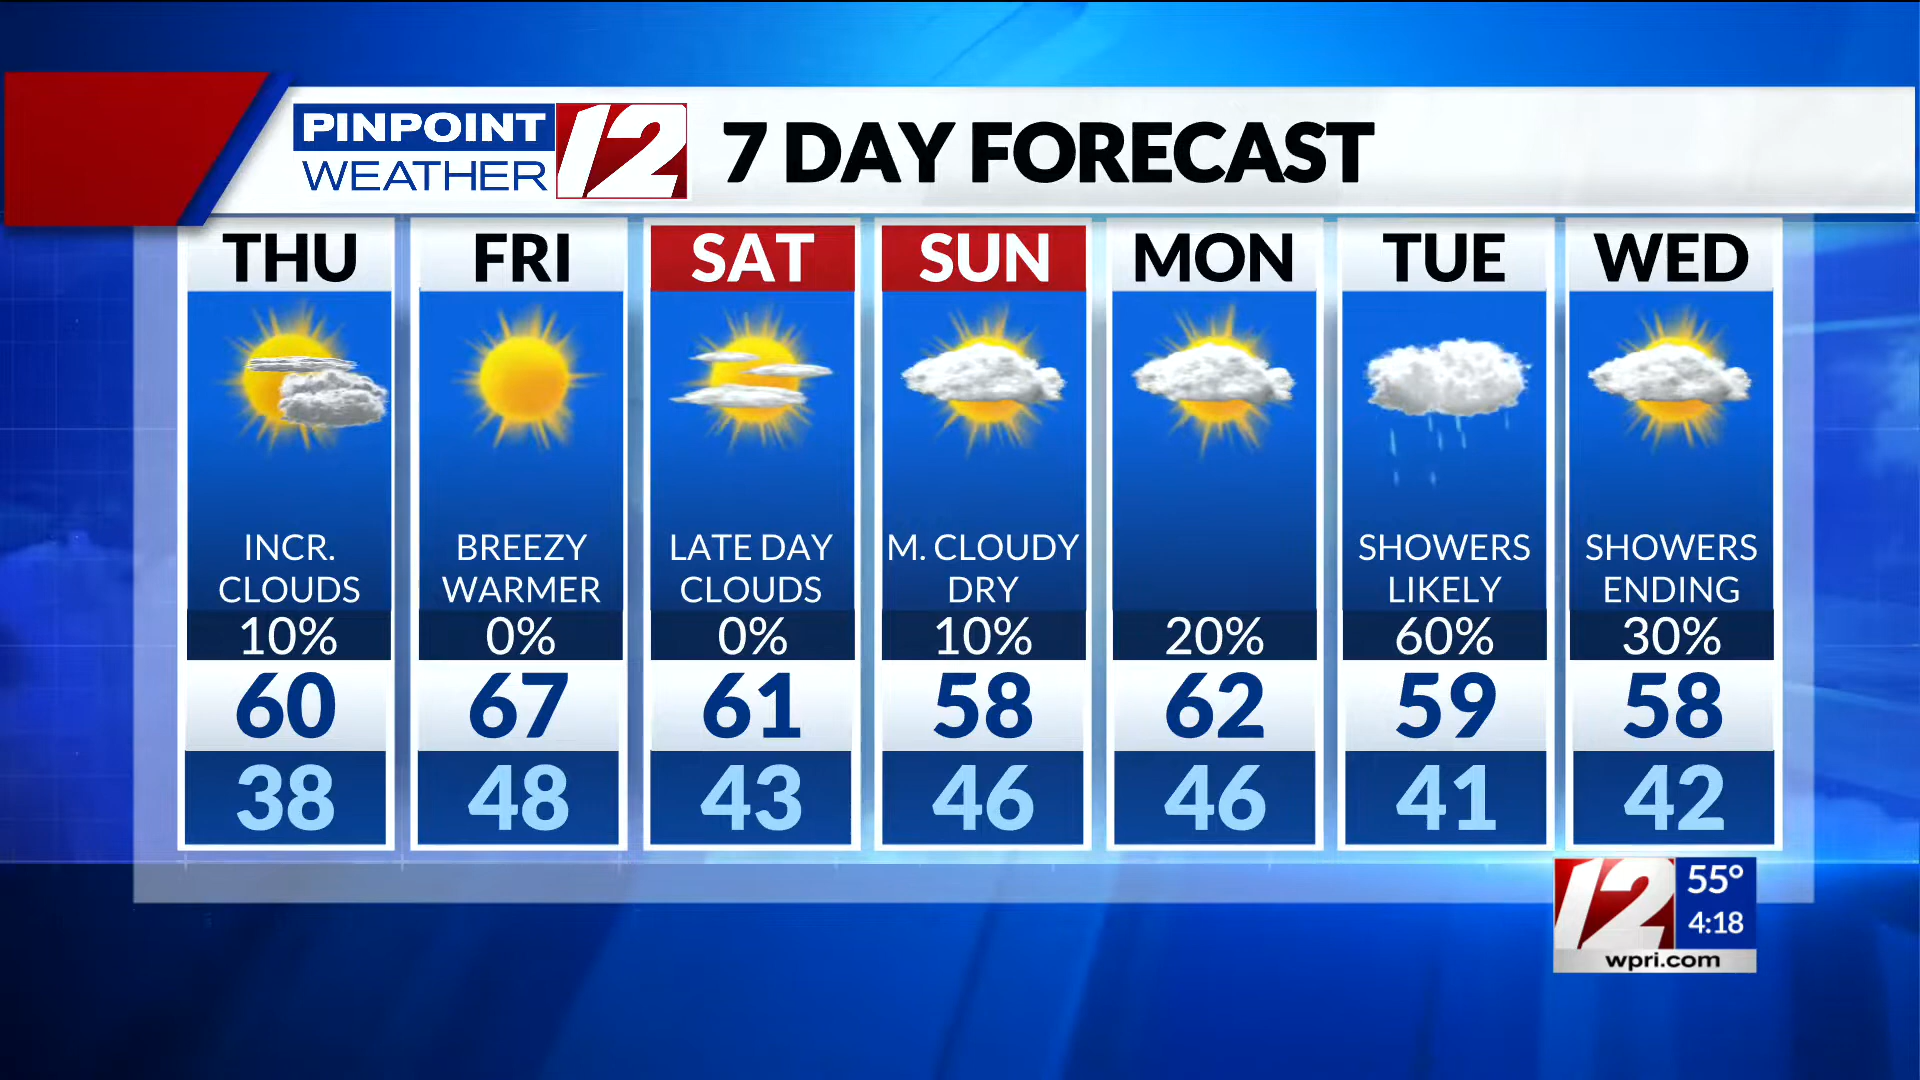 PINPOINT
WEATHER
12
7 DAY FORECAST
THU
INCR.
CLOUDS
10%
60
38
FRI
BREEZY
WARMER
0%
67
48
SAT
LATE DAY
CLOUDS
0%
61
43
SUN
M. CLOUDY
DRY
10%
58
46
MON
20%
62
46
TUE
SHOWERS
LIKELY
60%
59
41
WED
SHOWERS
ENDING
30%
58
42
12
55°
4:18
wpri.com